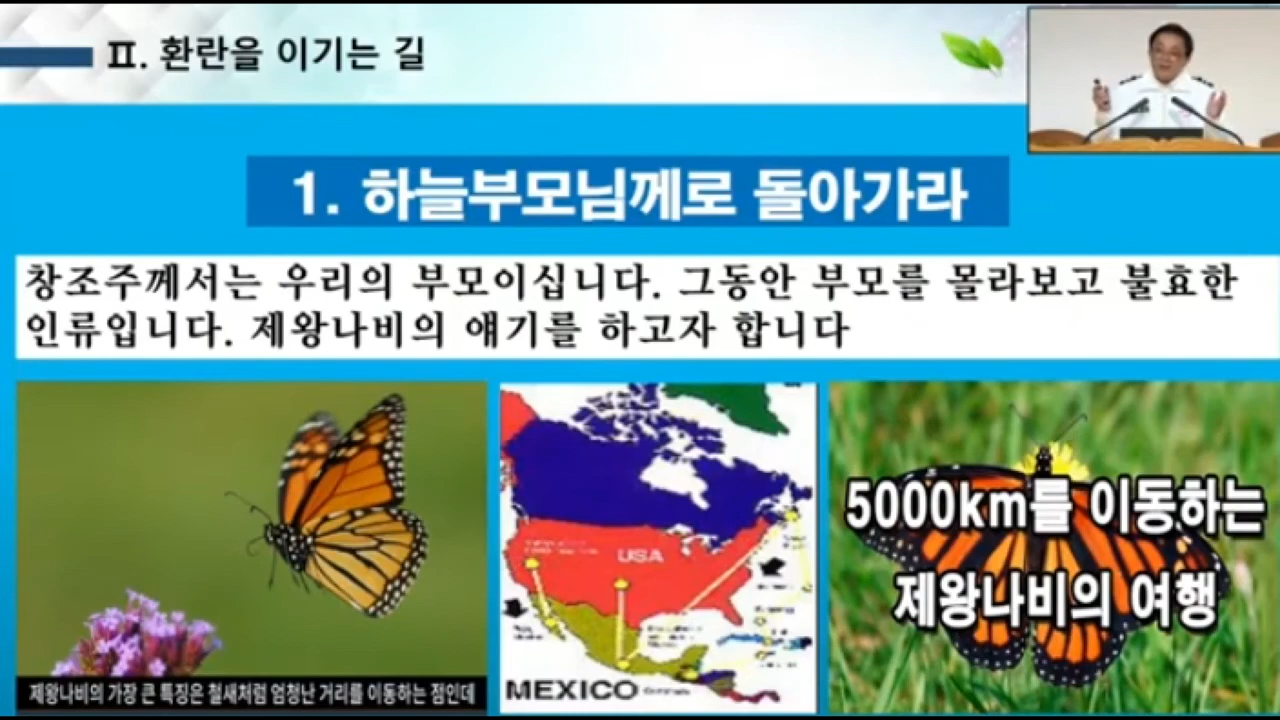 Ⅱ. 환란을 이기는 길
1. 하늘부모님께로 돌아가라
창조주께서는 우리의 부모이십니다. 그동안 부모를 몰라보고 불효한
인류입니다. 제왕나비의 얘기를 하고자 합니다
제왕나비의 가장 큰 특징은 철새처럼 엄청난 거리를 이동하는 점인데
USA
MEXICO
5000km를 이동하는
제왕나비의 여행